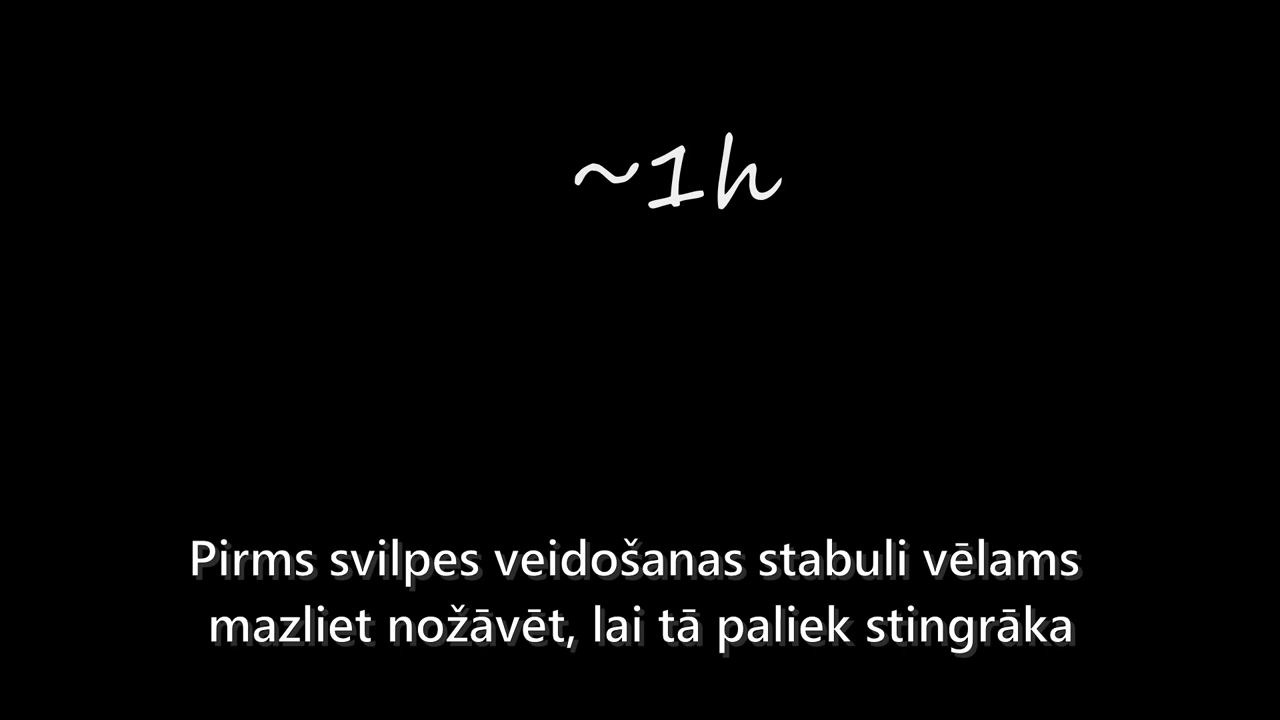 ~1h
Pirms svilpes veidošanas stabuli vēlams
mazliet nožāvēt, lai tā paliek stingrāka